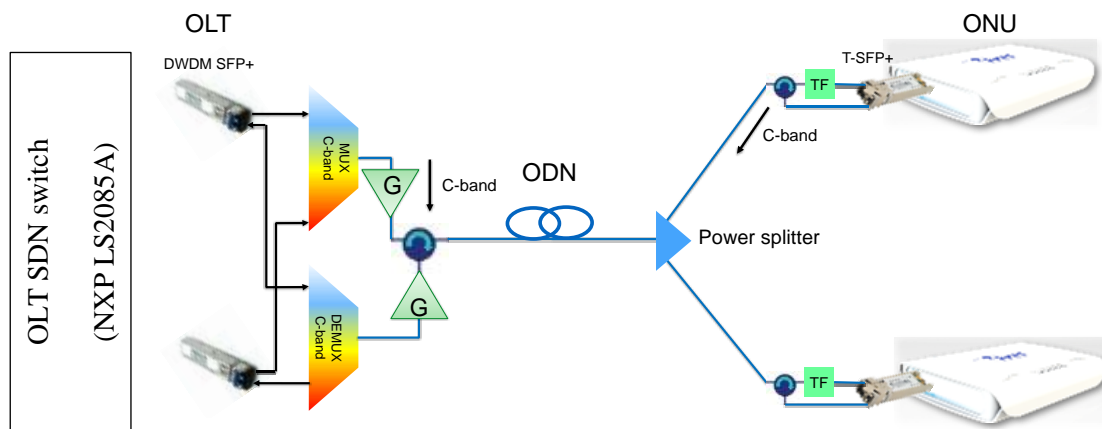 OLT
ONU
DWDM SFP+
T-SFP+
TF
OLT SDN switch
(NXP LS2085A)
MUX
C-band
G
C-band
ODN
C-band
Power splitter
G
DEMUX
C-band
TF